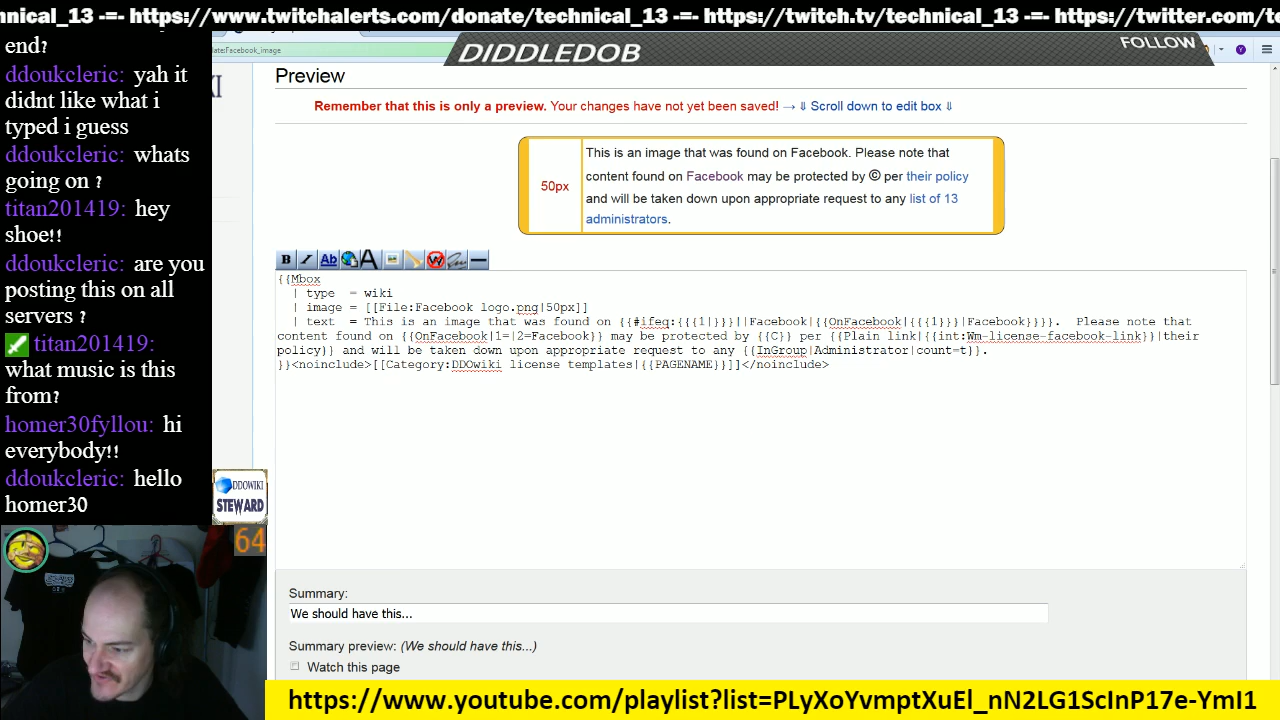 nical_13 -=- https://www.twitchalerts.com/donate/technical_13 -=- https://twitch.tv/technical_13 -=- https://twitter.com/te
end?
ddoukcleric: yah it
didnt like what i
typed i guess
ddoukcleric: whats
going on ?
titan201419: hey
shoe!!
ddoukcleric: are you
posting this on all
servers ?
titan201419:
what music is this
from?
homer30fyllou: hi
everybody!!
ddoukcleric: hello
homer30
DDOWIKI
STEWARD
64
late:Facebook_image
DIDDLEDOB
FOLLOW
KI
Preview
Remember that this is only a preview. Your changes have not yet been saved! → ⇓ Scroll down to edit box ⇓
50px
This is an image that was found on Facebook. Please note that
content found on Facebook may be protected by © per their policy
and will be taken down upon appropriate request to any list of 13
administrators.
B I Ab A W
{{Mbox
| type = wiki
| image = [[File:Facebook logo.png|50px]]
| text = This is an image that was found on {{#ifeq:{{{1|}}}||Facebook|{{OnFacebook|{{{1}}}|Facebook}}}}. Please note that
content found on {{OnFacebook|1=|2=Facebook}} may be protected by {{C}} per {{Plain link|{{int:Wm-license-facebook-link}}|their
policy}} and will be taken down upon appropriate request to any {{InGroup|Administrator|count=t}}.
}}<noinclude>[[Category:DDOwiki license templates|{{PAGENAME}}]]</noinclude>
Summary:
We should have this...
Summary preview: (We should have this...)
Watch this page
https://www.youtube.com/playlist?list=PLyXoYvmptXuEl_nN2LG1ScInP17e-YmI1